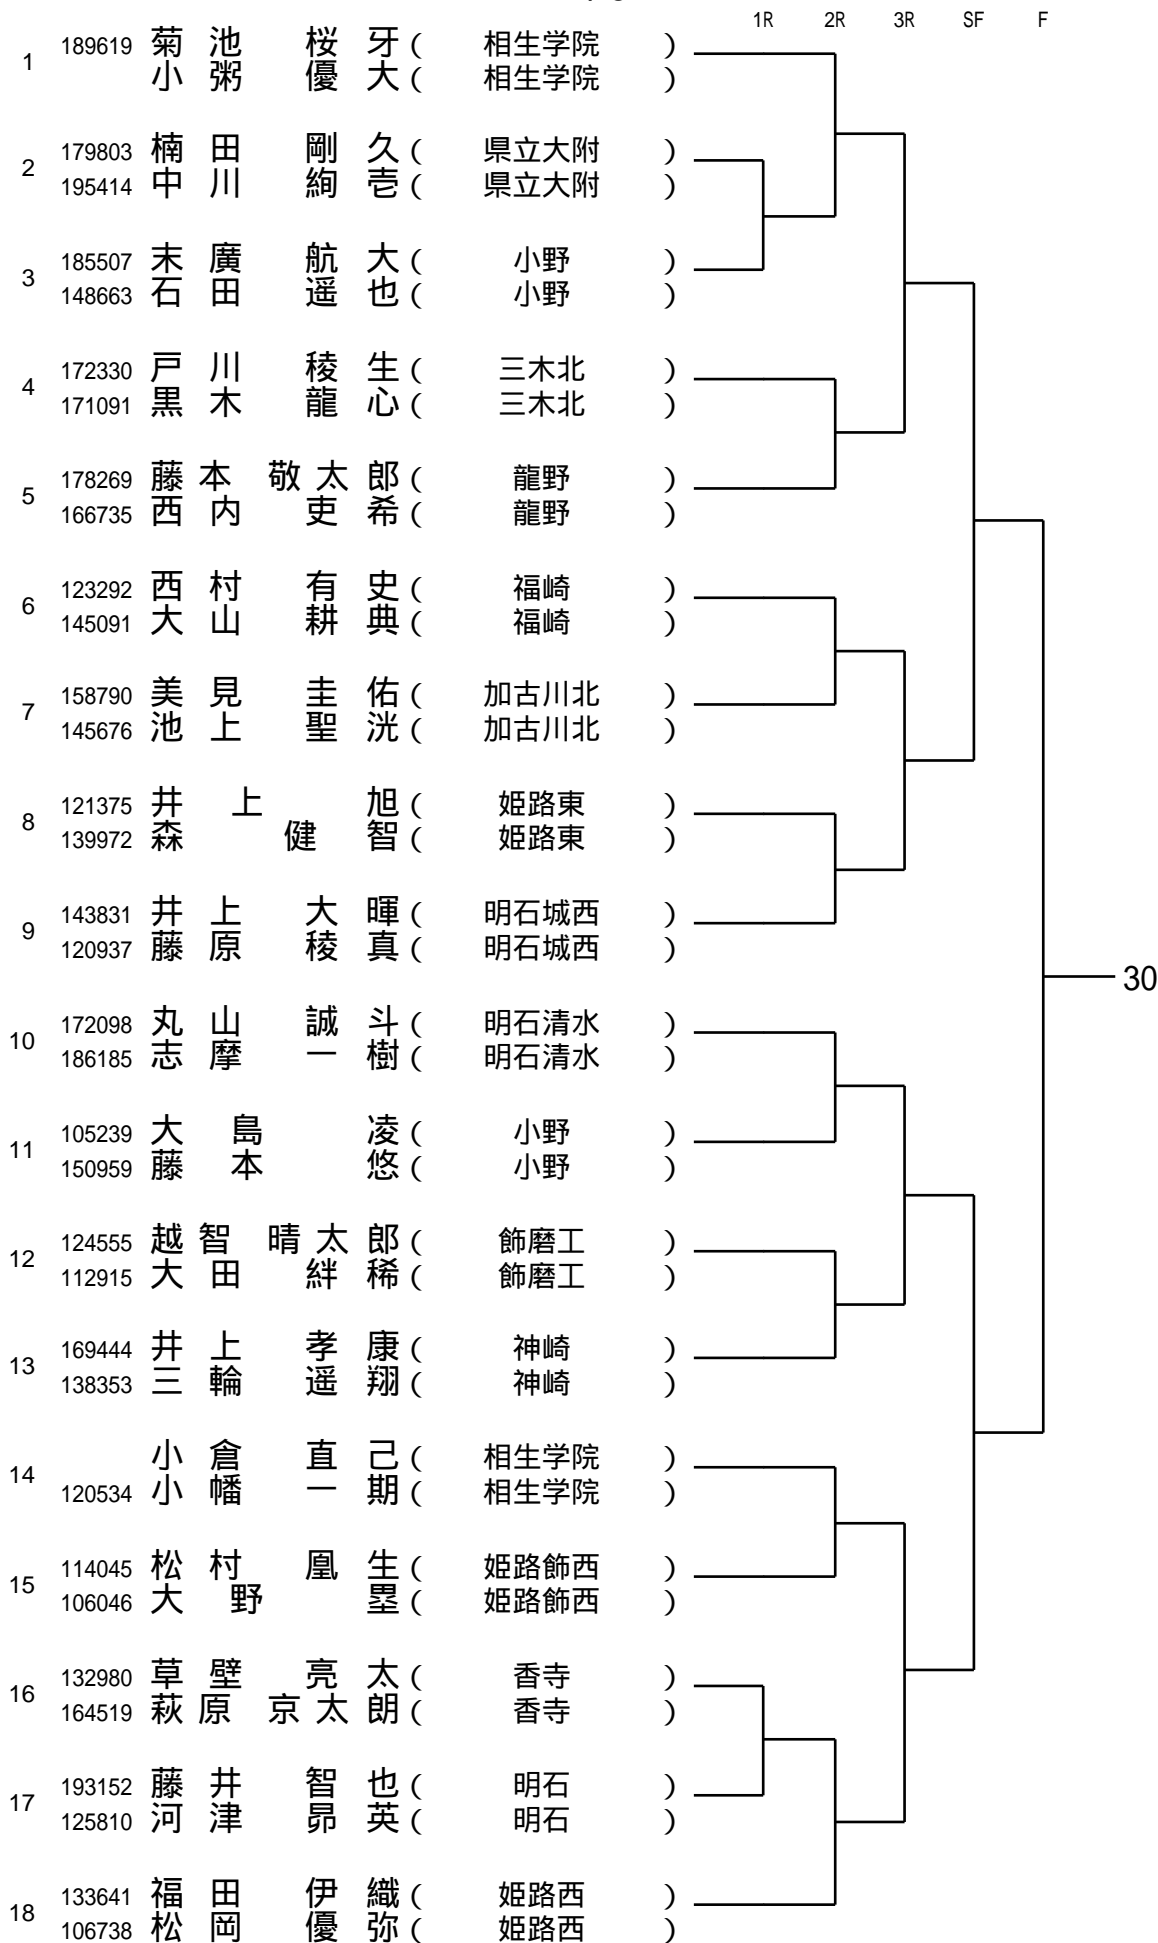 1R 2R 3R SF F
1 189619 菊池 桜牙 ( 相生学院 )
小粥 優大 ( 相生学院 )
2 179803 楠田 剛久 ( 県立大附 )
195414 中川 絢壱 ( 県立大附 )
3 185507 末廣 航大 ( 小野 )
148663 石田 遥也 ( 小野 )
4 172330 戸川 稜生 ( 三木北 )
171091 黒木 龍心 ( 三木北 )
5 178269 藤本 敬太郎 ( 龍野 )
166735 西内 吏希 ( 龍野 )
6 123292 西村 有史 ( 福崎 )
145091 大山 耕典 ( 福崎 )
7 158790 美見 圭佑 ( 加古川北 )
145676 池上 聖洸 ( 加古川北 )
8 121375 井上 旭 ( 姫路東 )
139972 森 健智 ( 姫路東 )
9 143831 井上 大暉 ( 明石城西 )
120937 藤原 稜真 ( 明石城西 )
30
10 172098 丸山 誠斗 ( 明石清水 )
186185 志摩 一樹 ( 明石清水 )
11 105239 大島 凌 ( 小野 )
150959 藤本 悠 ( 小野 )
12 124555 越智 晴太郎 ( 飾磨工 )
112915 大田 絆稀 ( 飾磨工 )
13 169444 井上 孝康 ( 神崎 )
138353 三輪 遥翔 ( 神崎 )
14 小倉 直己 ( 相生学院 )
120534 小幡 一期 ( 相生学院 )
15 114045 松村 凰生 ( 姫路飾西 )
106046 大野 塁 ( 姫路飾西 )
16 132980 草壁 亮太 ( 香寺 )
164519 萩原 京太朗 ( 香寺 )
17 193152 藤井 智也 ( 明石 )
125810 河津 昴英 ( 明石 )
18 133641 福田 伊織 ( 姫路西 )
106738 松岡 優弥 ( 姫路西 )